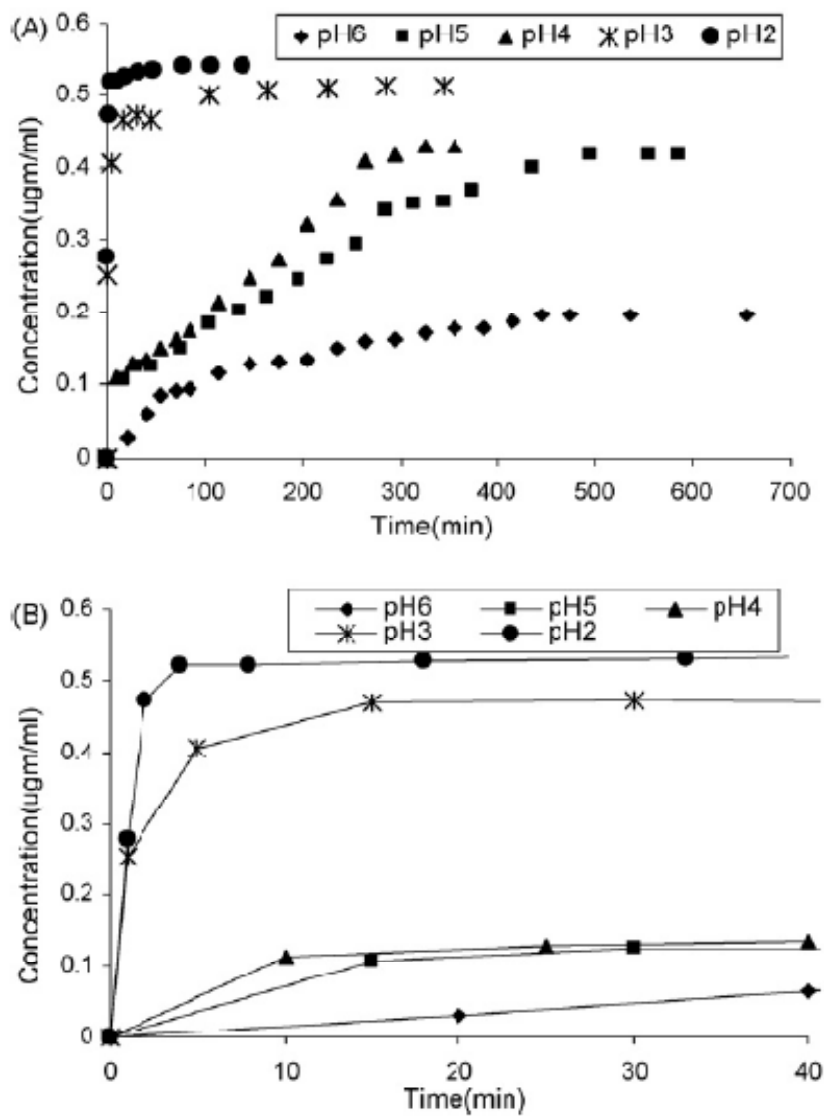 (A)
pH6 pH5 pH4 pH3 pH2
Concentration(ugm/ml)
0.6
0.5
0.4
0.3
0.2
0.1
0
0 100 200 300 400 500 600 700
Time(min)
(B)
pH6 pH5 pH4
pH3 pH2
Concentration(ugm/ml)
0.6
0.5
0.4
0.3
0.2
0.1
0
0 10 20 30 40
Time(min)